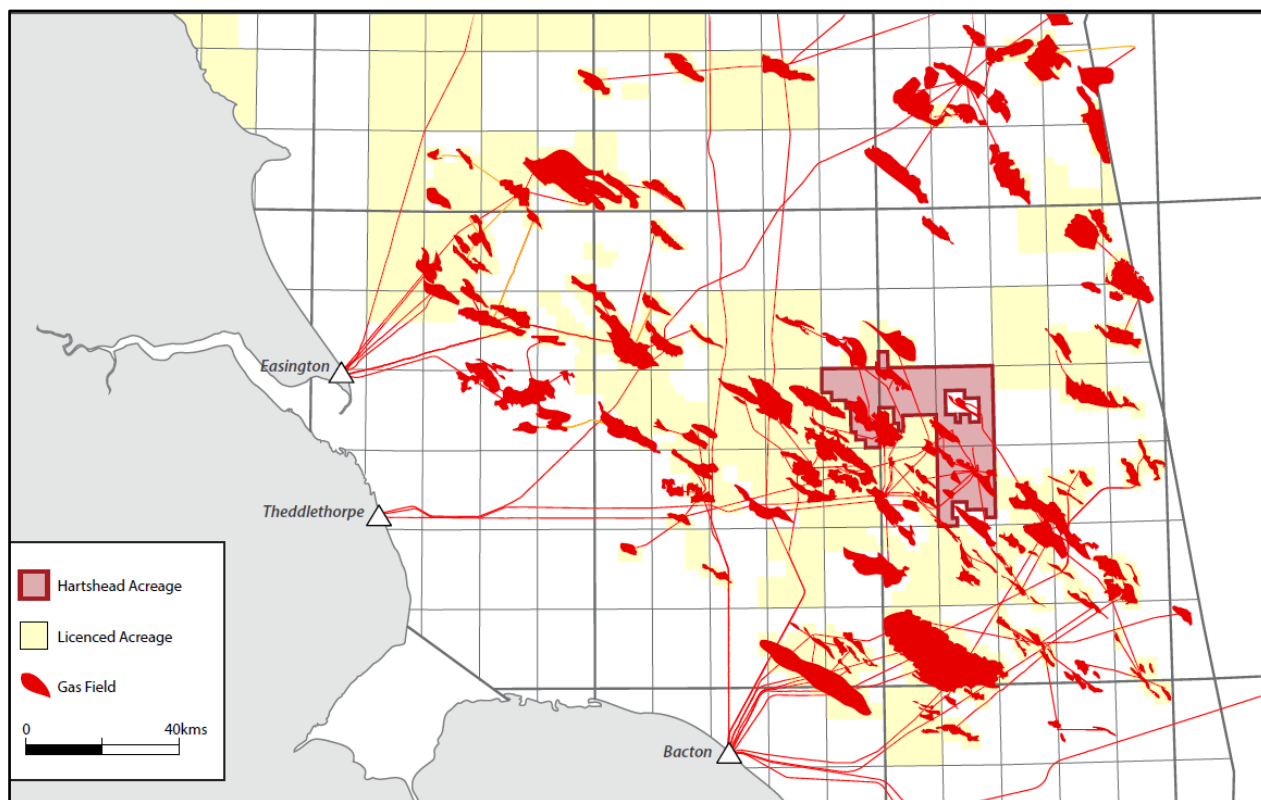 Easington
Theddlethorpe
Hartshead Acreage
Licenced Acreage
Gas Field
0 40kms
Bacton